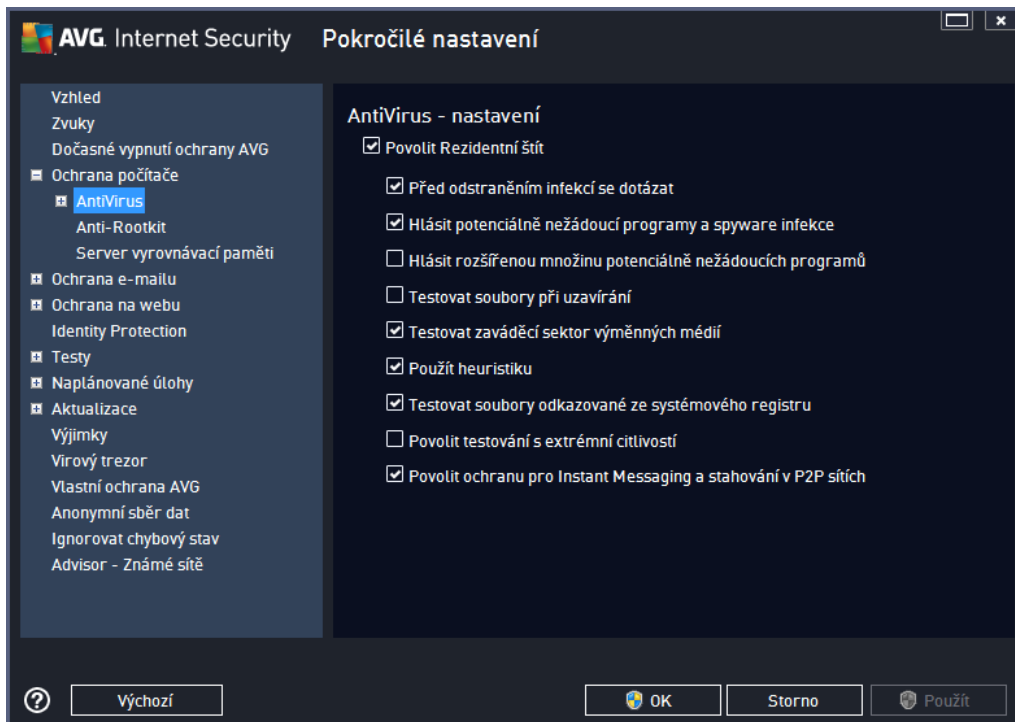 AVG. Internet Security Pokročilé nastavení
Vzhled
Zvuky
Dočasné vypnutí ochrany AVG
Ochrana počítače
AntiVirus
Anti-Rootkit
Server vyrovnávací paměti
Ochrana e-mailu
Ochrana na webu
Identity Protection
Testy
Naplánované úlohy
Aktualizace
Výjimky
Virový trezor
Vlastní ochrana AVG
Anonymní sběr dat
Ignorovat chybový stav
Advisor - Známé sítě
AntiVirus - nastavení
Povolit Rezidentní štít
Před odstraněním infekcí se dotázat
Hlásit potenciálně nežádoucí programy a spyware infekce
Hlásit rozšířenou množinu potenciálně nežádoucích programů
Testovat soubory při uzavírání
Testovat zaváděcí sektor výměnných médií
Použít heuristiku
Testovat soubory odkazované ze systémového registru
Povolit testování s extrémní citlivostí
Povolit ochranu pro Instant Messaging a stahování v P2P sítích
? Výchozí OK Storno Použít